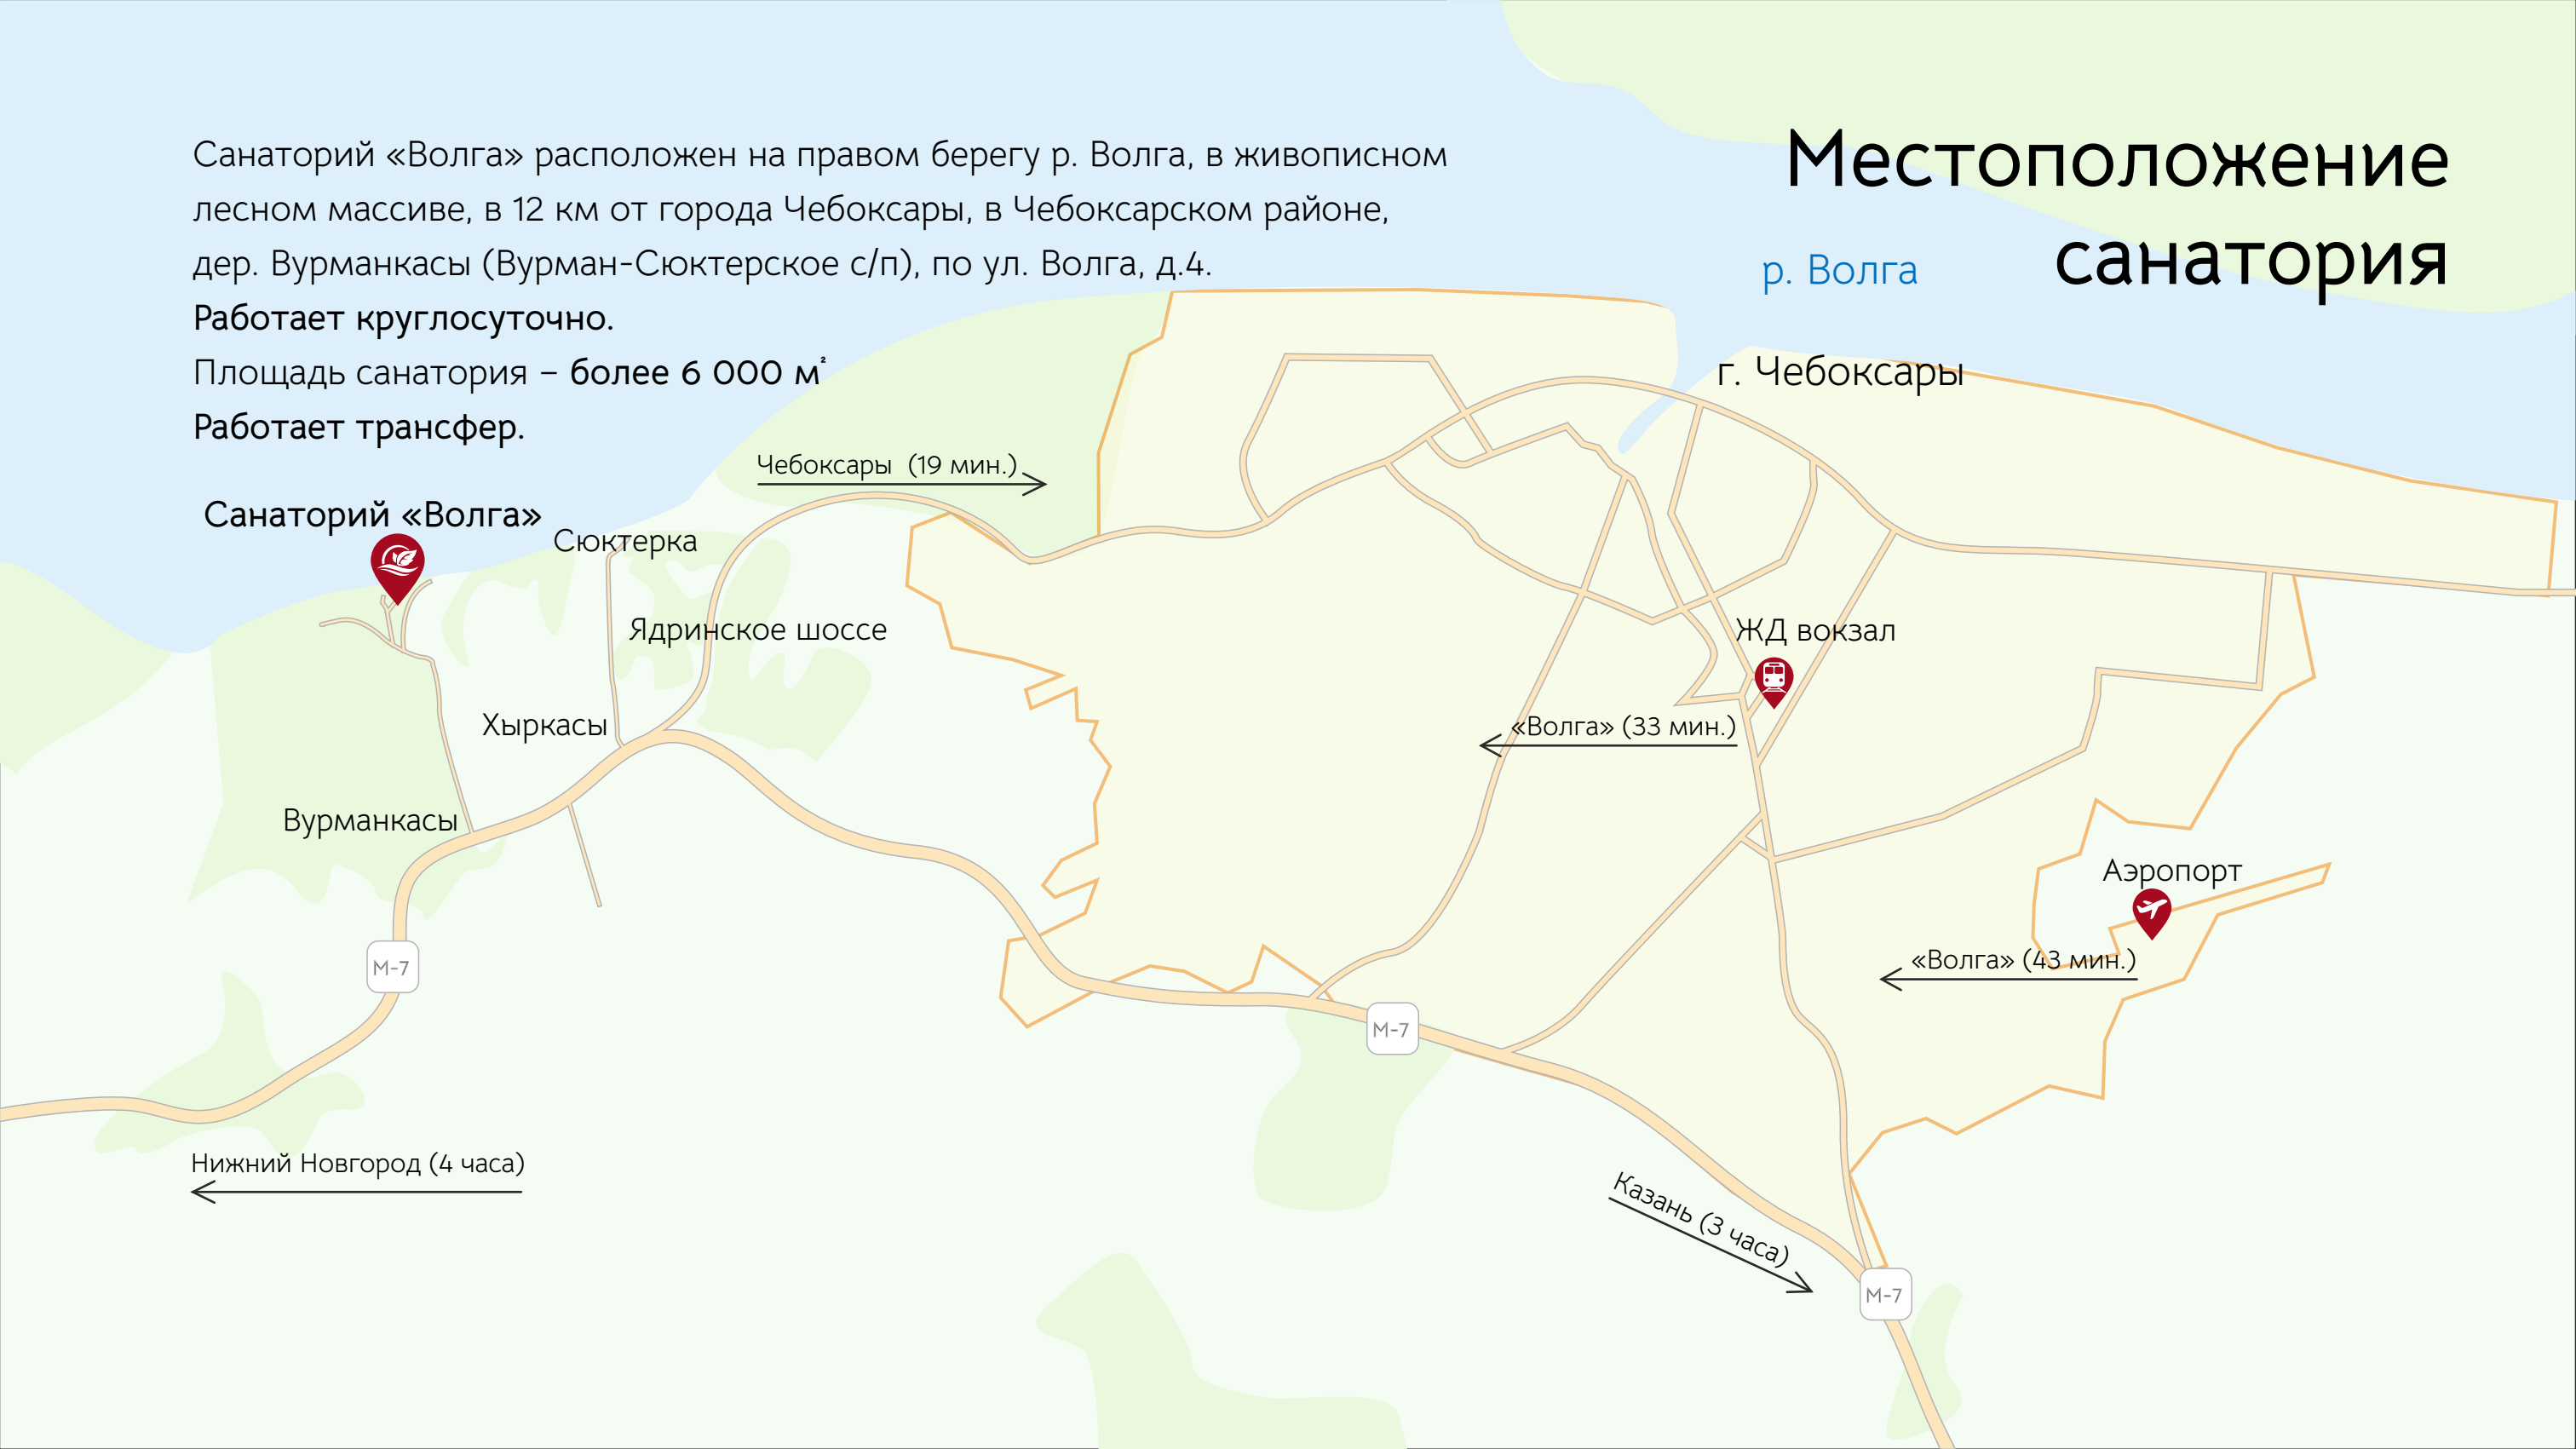 Местоположение
санатория
Санаторий «Волга» расположен на правом берегу р. Волга, в живописном
лесном массиве, в 12 км от города Чебоксары, в Чебоксарском районе,
дер. Вурманкасы (Вурман-Сюктерское с/п), по ул. Волга, д.4.
Работает круглосуточно.
Площадь санатория – более 6 000 м²
Работает трансфер.
р. Волга
г. Чебоксары
Чебоксары (19 мин.)
Санаторий «Волга»
Сюктерка
Ядринское шоссе
ЖД вокзал
Хыркасы
«Волга» (33 мин.)
Вурманкасы
Аэропорт
«Волга» (43 мин.)
М-7
М-7
Нижний Новгород (4 часа)
Казань (3 часа)
М-7